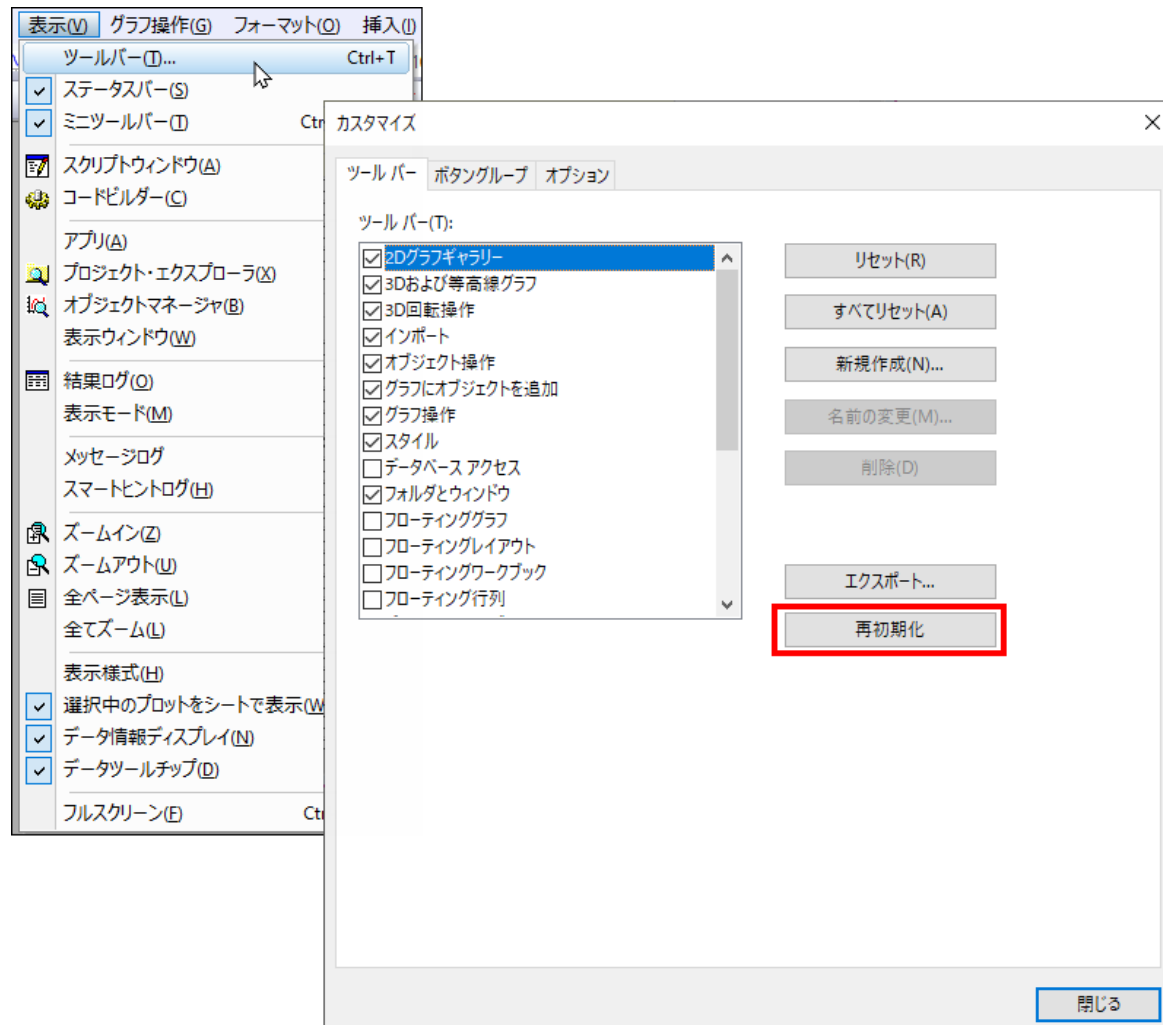 表示(V) グラフ操作(G) フォーマット(O) 挿入(I)
ツールバー(T)... Ctrl+T
ステータスバー(S)
ミニツールバー(T) Ctr
スクリプトウィンドウ(A)
コードビルダー(C)
アプリ(A)
プロジェクト・エクスプローラ(X)
オブジェクトマネージャ(B)
表示ウィンドウ(W)
結果ログ(O)
表示モード(M)
メッセージログ
スマートヒントログ(H)
ズームイン(Z)
ズームアウト(U)
全ページ表示(L)
全てズーム(L)
表示様式(H)
選択中のプロットをシートで表示(W
データ情報ディスプレイ(N)
データツールチップ(D)
フルスクリーン(F) Ctr
カスタマイズ
ツール バー ボタングループ オプション
ツール バー(T):
2Dグラフギャラリー
3Dおよび等高線グラフ
3D回転操作
インポート
オブジェクト操作
グラフにオブジェクトを追加
グラフ操作
スタイル
データベース アクセス
フォルダとウィンドウ
フローティンググラフ
フローティングレイアウト
フローティングワークブック
フローティング行列
リセット(R)
すべてリセット(A)
新規作成(N)...
名前の変更(M)...
削除(D)
エクスポート...
再初期化
閉じる